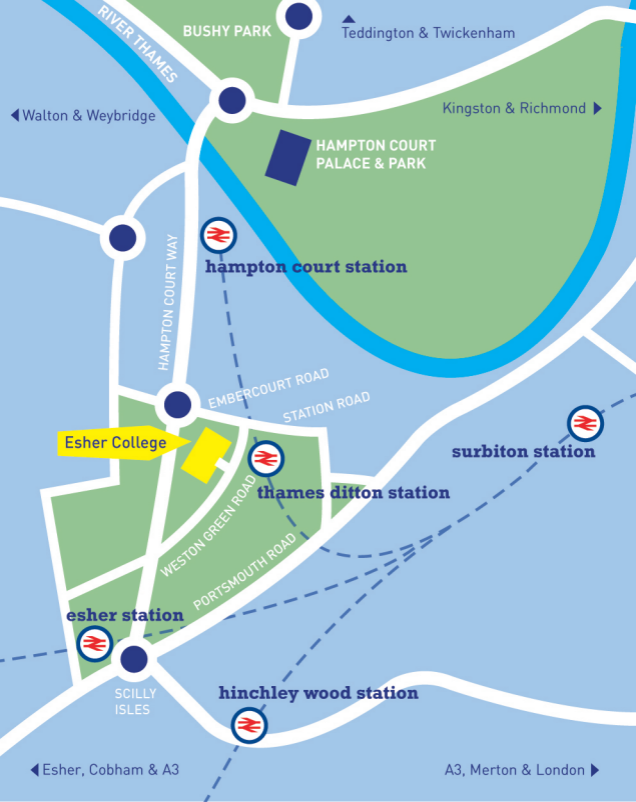 RIVER THAMES
BUSHY PARK
Teddington & Twickenham
Walton & Weybridge
Kingston & Richmond
HAMPTON COURT
PALACE & PARK
hampton court station
HAMPTON COURT WAY
EMBERCOURT ROAD
STATION ROAD
Esher College
surbiton station
thames ditton station
WESTON GREEN ROAD
PORTSMOUTH ROAD
esher station
SCILLY
ISLES
hinchley wood station
Esher, Cobham & A3
A3, Merton & London